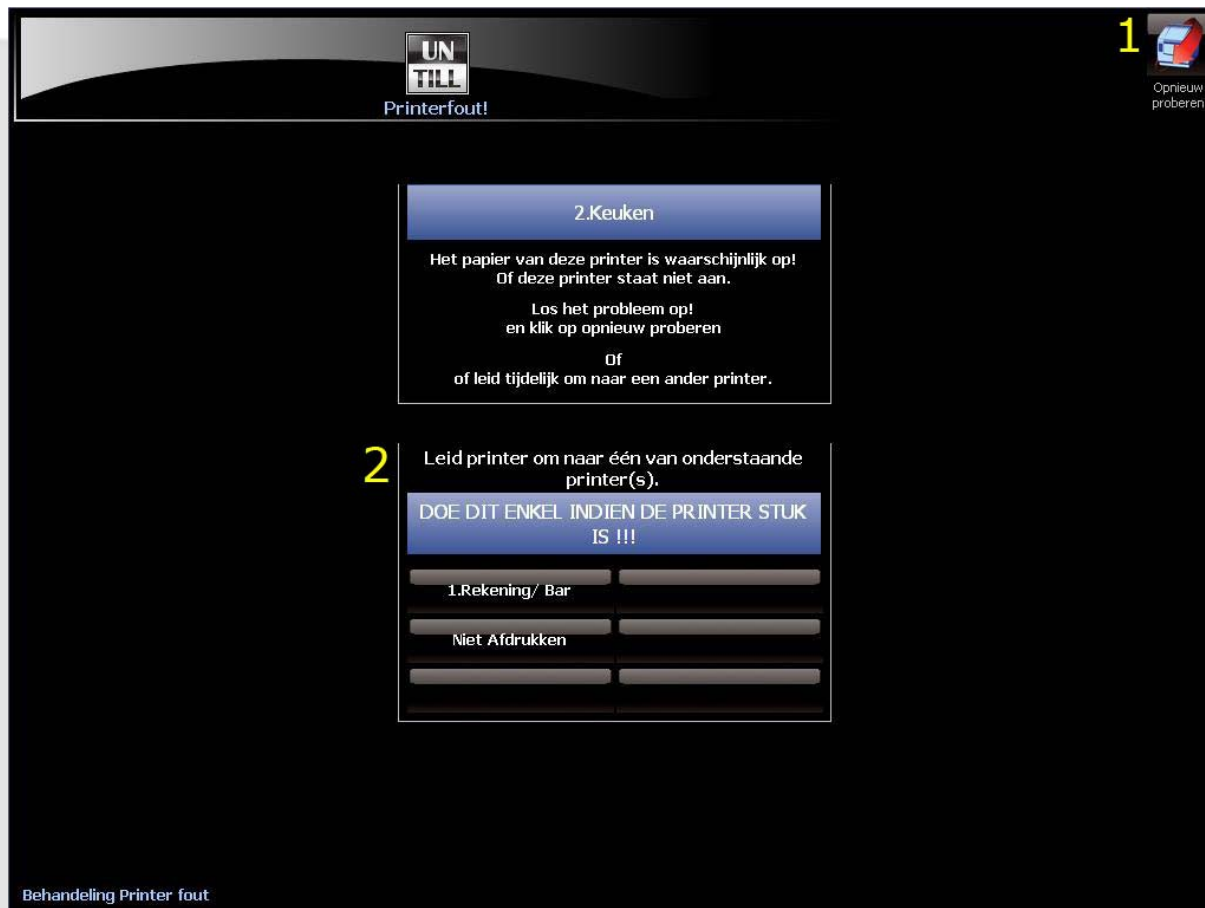 UN
TILL
Printerfout!
1
Opnieuw
proberen
2.Keuken
Het papier van deze printer is waarschijnlijk op!
Of deze printer staat niet aan.
Los het probleem op!
en klik op opnieuw proberen
Of
of leid tijdelijk om naar een ander printer.
2
Leid printer om naar één van onderstaande
printer(s).
DOE DIT ENKEL INDIEN DE PRINTER STUK
IS !!!
1.Rekening/ Bar
Niet Afdrukken
Behandeling Printer fout